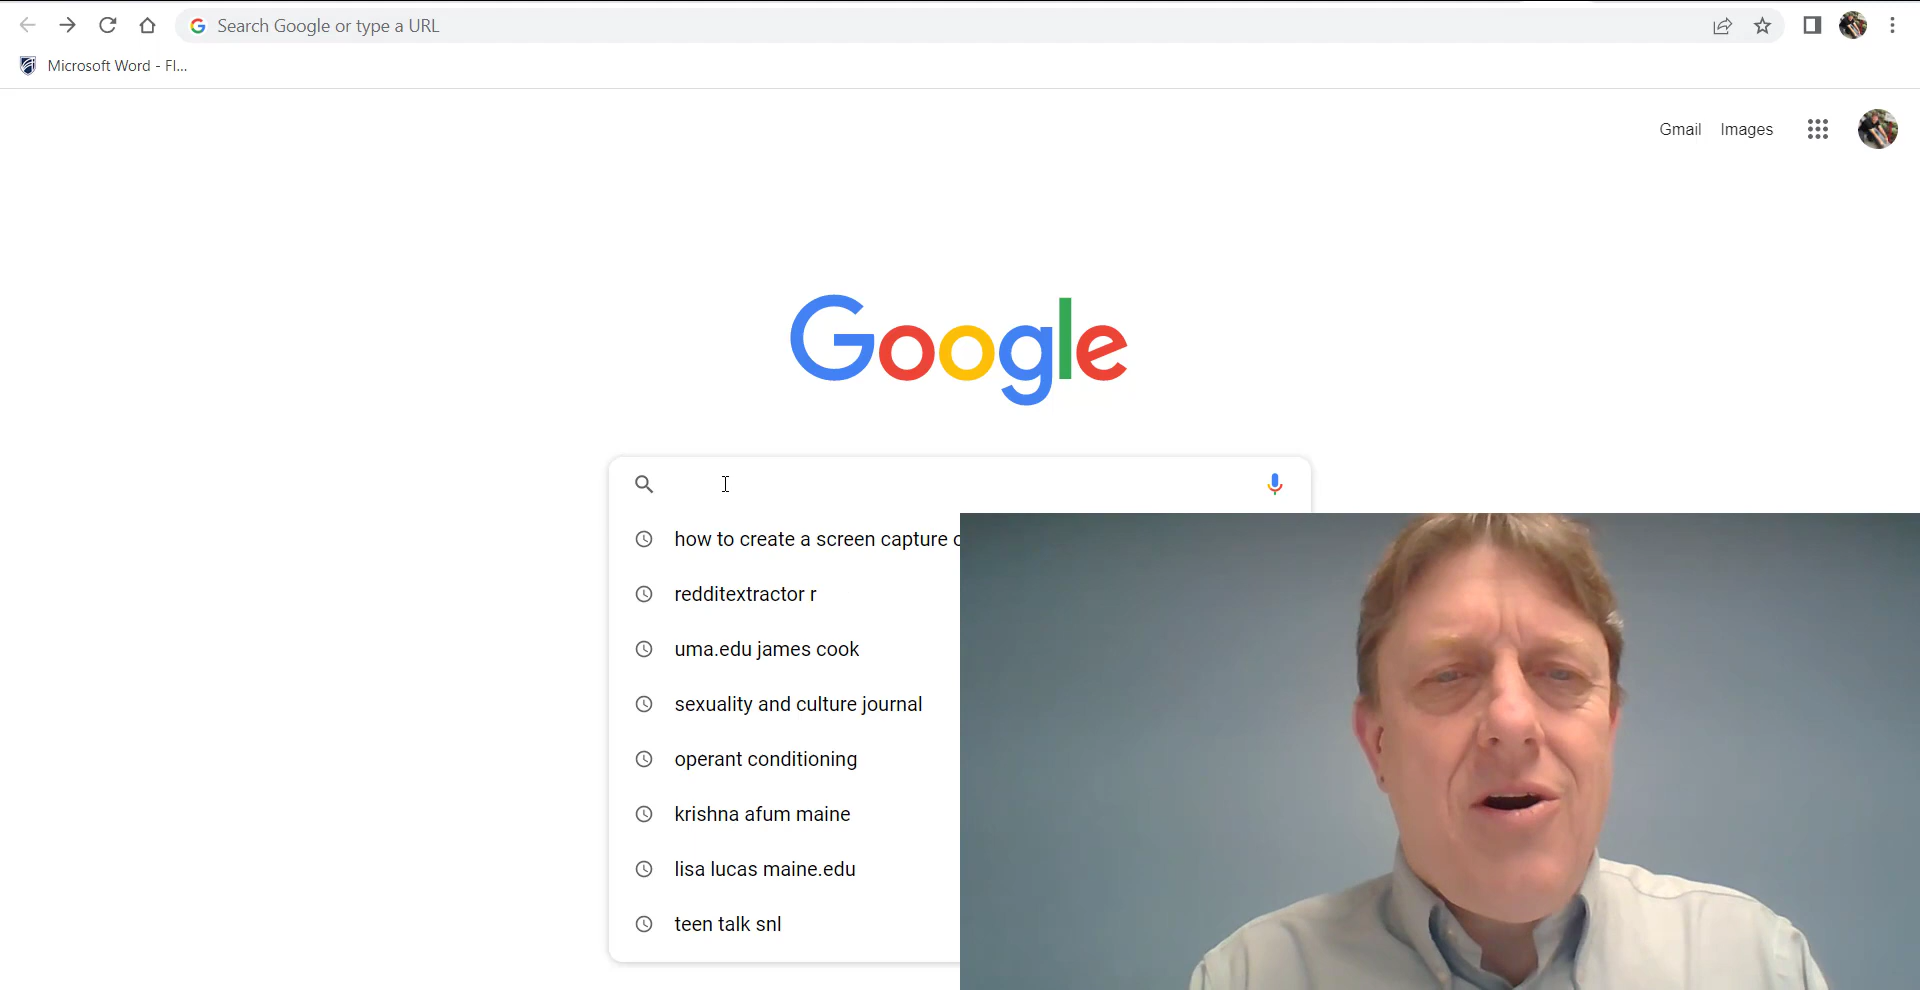 Search Google or type a URL
Microsoft Word - Fl...
Gmail Images
Google
how to create a screen capture
redditextractor r
uma.edu james cook
sexuality and culture journal
operant conditioning
krishna afum maine
lisa lucas maine.edu
teen talk snl